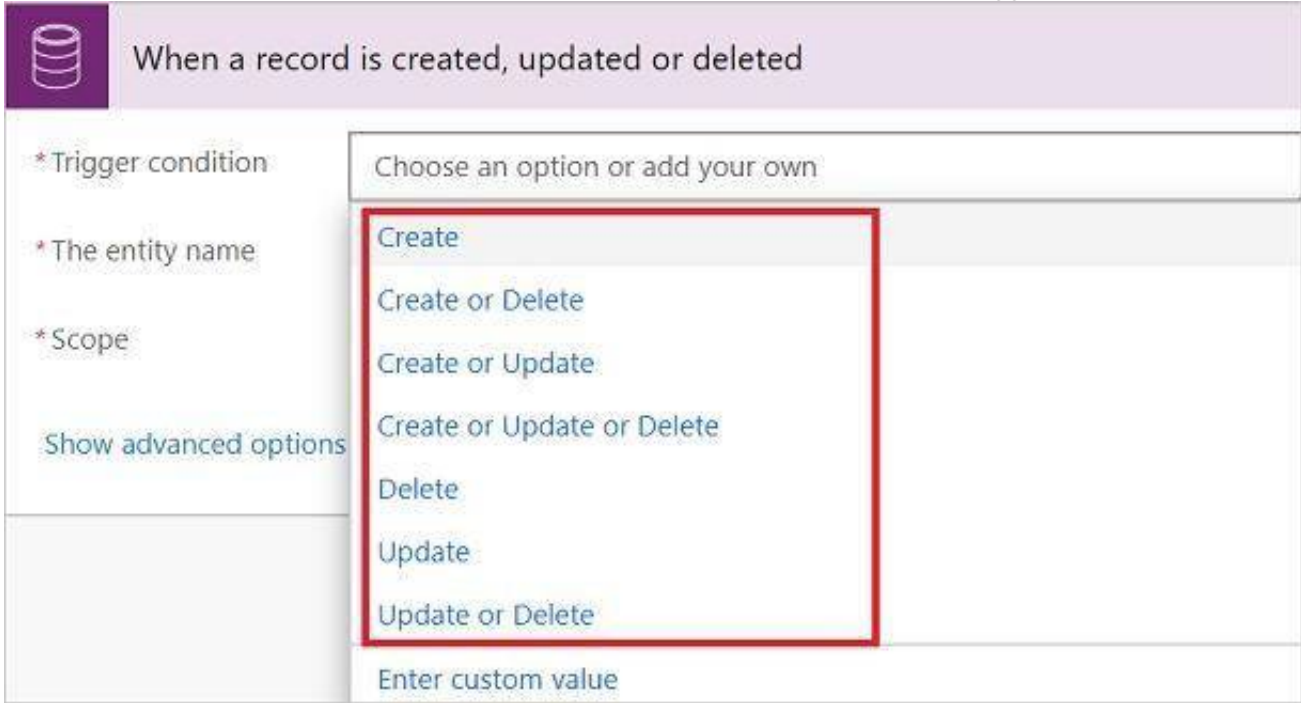 When a record is created, updated or deleted
* Trigger condition
Choose an option or add your own
* The entity name
* Scope
Show advanced options
Create
Create or Delete
Create or Update
Create or Update or Delete
Delete
Update
Update or Delete
Enter custom value